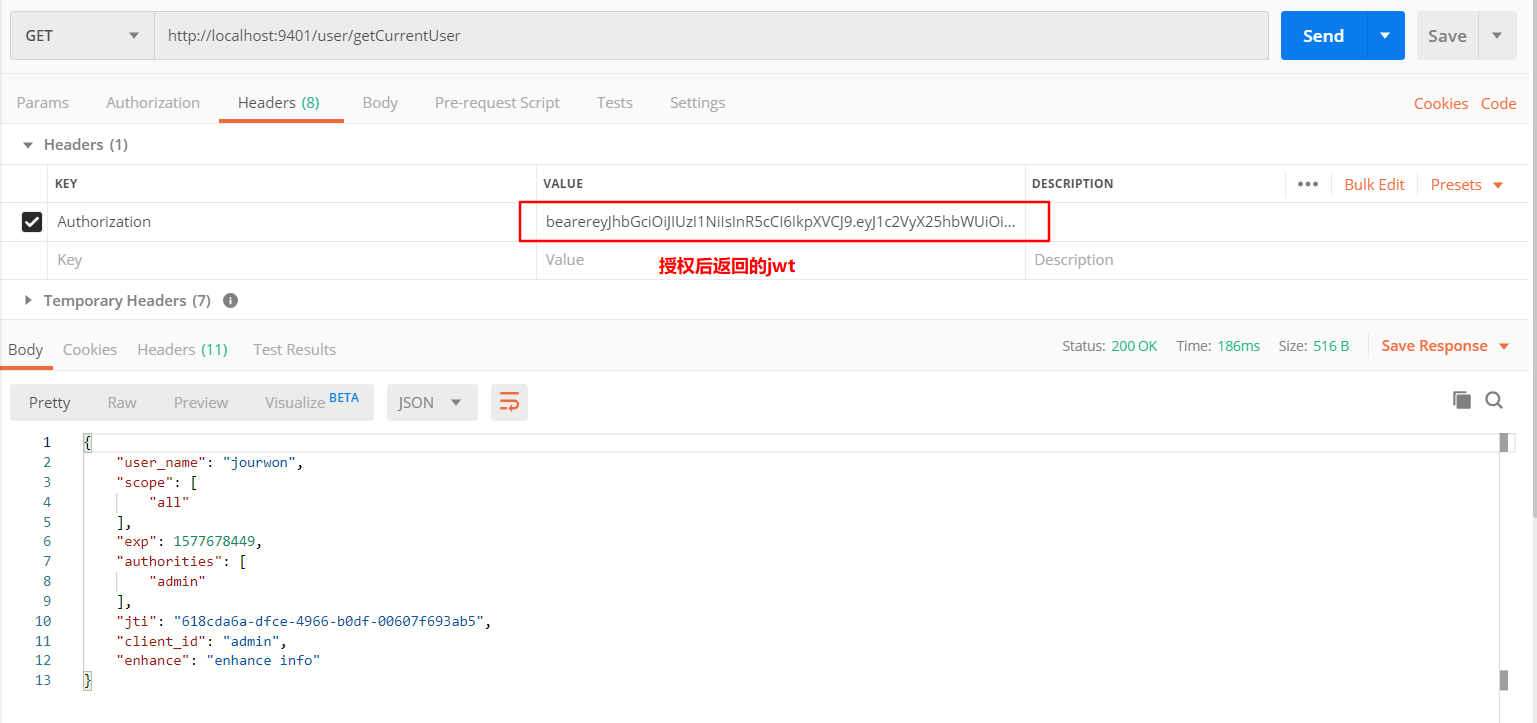 GET http://localhost:9401/user/getCurrentUser Send Save
Params Authorization Headers (8) Body Pre-request Script Tests Settings Cookies Code
Headers (1)
KEY VALUE DESCRIPTION ••• Bulk Edit Presets
Authorization bearereyJhbGciOiJIUzI1NiIsInR5cCI6IkpXVCJ9.eyJ1c2VyX25hbWUiOi...
Key Value Description
授权后返回的jwt
Temporary Headers (7) i
Body Cookies Headers (11) Test Results Status: 200 OK Time: 186ms Size: 516 B Save Response
Pretty Raw Preview Visualize BETA JSON
1 {
2 "user_name": "jourwon",
3 "scope": [
4 "all"
5 ],
6 "exp": 1577678449,
7 "authorities": [
8 "admin"
9 ],
10 "jti": "618cda6a-dfce-4966-b0df-00607f693ab5",
11 "client_id": "admin",
12 "enhance": "enhance info"
13 }